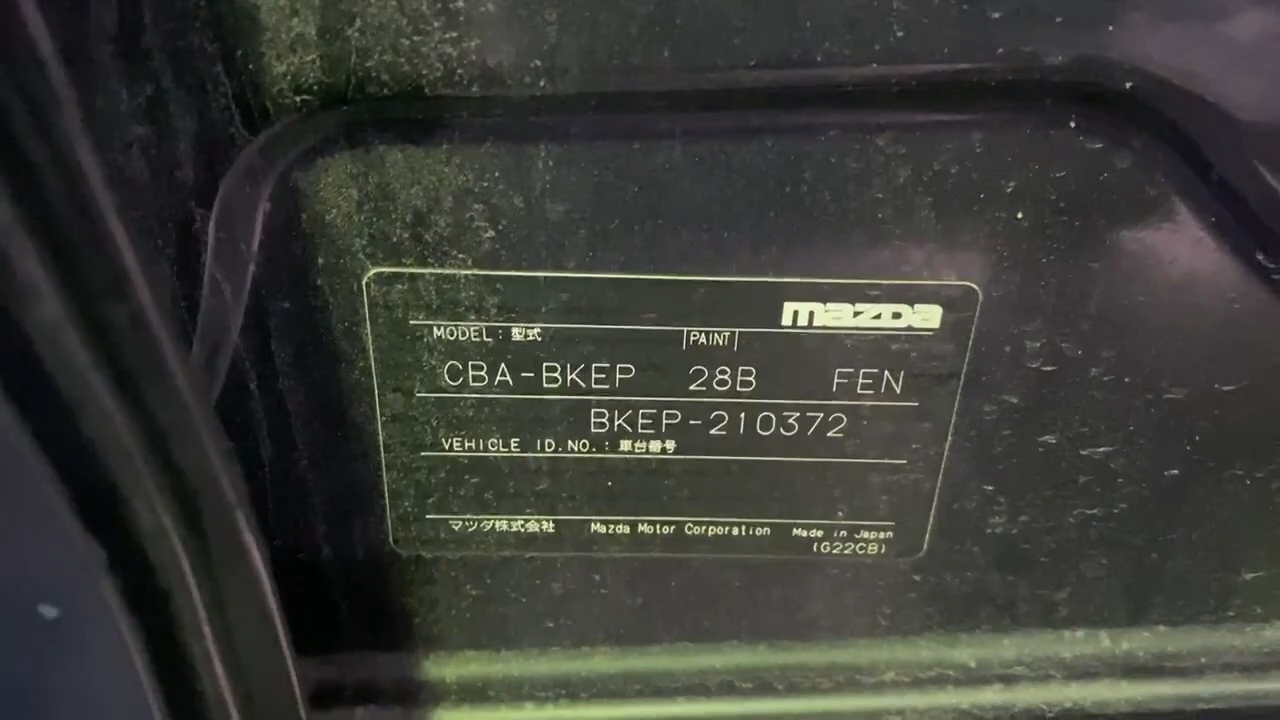 mazda
MODEL：型式 PAINT
CBA-BKEP 28B FEN
BKEP-210372
VEHICLE ID.NO.：車台番号
マツダ株式会社 Mazda Motor Corporation Made in Japan
(G22CB)